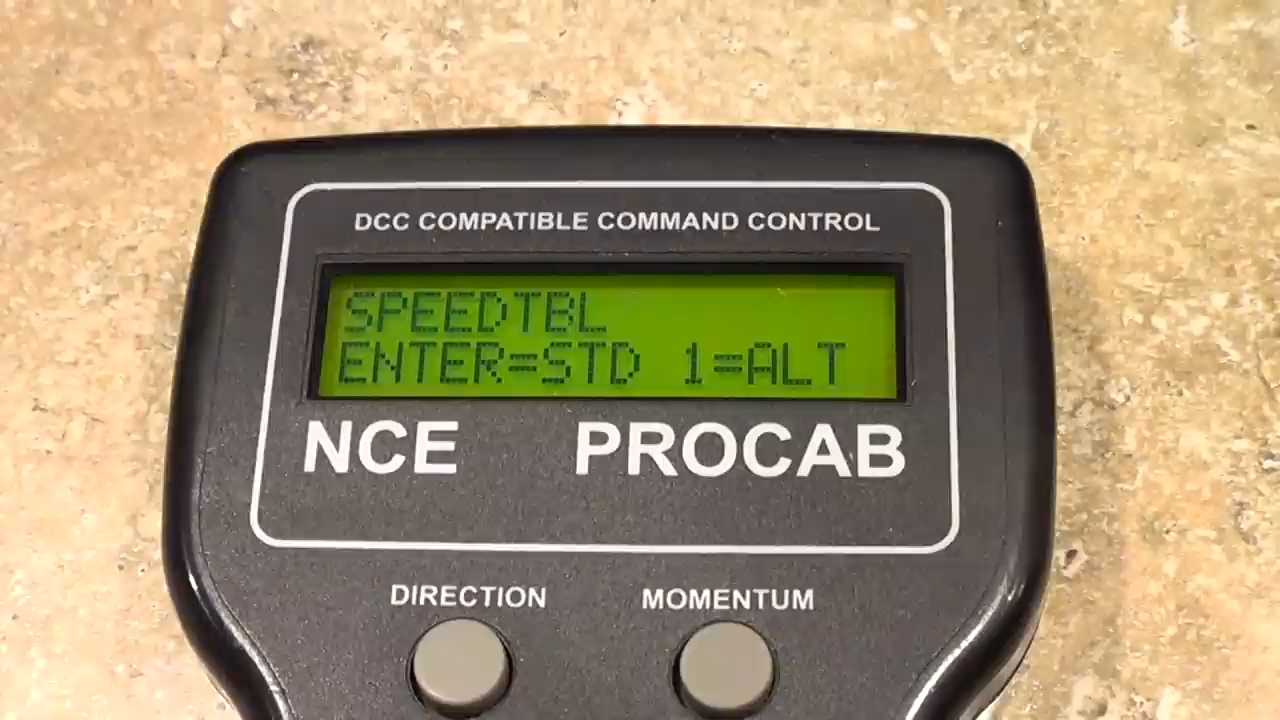 DCC COMPATIBLE COMMAND CONTROL
SPEEDTBL
ENTER=STD 1=ALT
NCE PROCAB
DIRECTION MOMENTUM